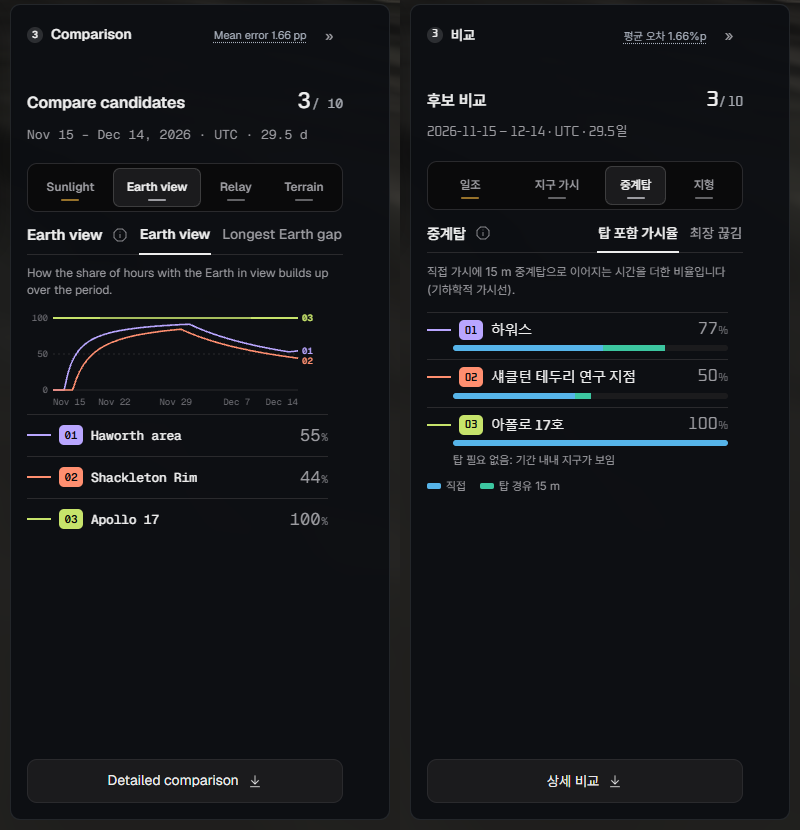 3 Comparison Mean error 1.66 pp »
Compare candidates 3/ 10
Nov 15 – Dec 14, 2026 · UTC · 29.5 d
Sunlight Earth view Relay Terrain
Earth view Earth view Longest Earth gap
How the share of hours with the Earth in view builds up
over the period.
100 03
50 01
02
0
Nov 15 Nov 22 Nov 29 Dec 7 Dec 14
01 Haworth area 55%
02 Shackleton Rim 44%
03 Apollo 17 100%
Detailed comparison
3 비교 평균 오차 1.66%p »
후보 비교 3/ 10
2026-11-15 – 12-14 · UTC · 29.5일
일조 지구 가시 중계탑 지형
중계탑 탑 포함 가시율 최장 끊김
직접 가시에 15 m 중계탑으로 이어지는 시간을 더한 비율입니다
(기하학적 가시선).
01 하워스 77%
02 섀클턴 테두리 연구 지점 50%
03 아폴로 17호 100%
탑 필요 없음: 기간 내내 지구가 보임
직접 탑 경유 15 m
상세 비교